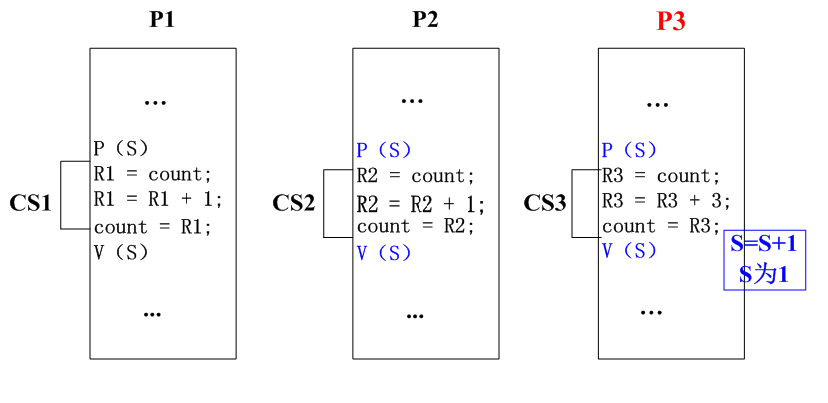 P1
...
P (S)
R1 = count;
R1 = R1 + 1;
count = R1;
V (S)
...
CS1
P2
...
P (S)
R2 = count;
R2 = R2 + 1;
count = R2;
V (S)
...
CS2
P3
...
P (S)
R3 = count;
R3 = R3 + 3;
count = R3;
V (S)
...
CS3
S=S+1
S为1